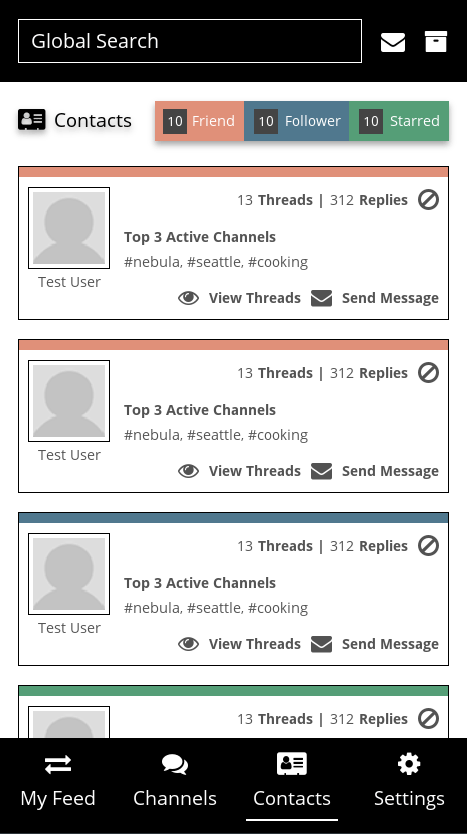 Global Search
Contacts
10 Friend 10 Follower 10 Starred
13 Threads | 312 Replies
Top 3 Active Channels
#nebula, #seattle, #cooking
Test User
View Threads Send Message
13 Threads | 312 Replies
Top 3 Active Channels
#nebula, #seattle, #cooking
Test User
View Threads Send Message
13 Threads | 312 Replies
Top 3 Active Channels
#nebula, #seattle, #cooking
Test User
View Threads Send Message
13 Threads | 312 Replies
My Feed Channels Contacts Settings